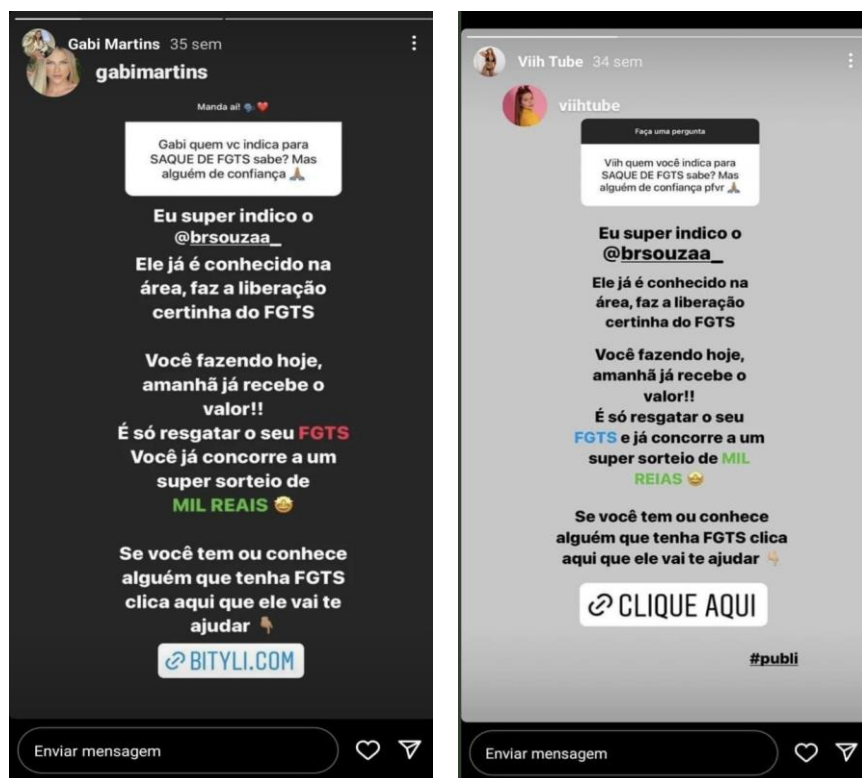 Gabi Martins 35 sem
gabimartins
Manda aí! 🗣️ ❤️
Gabi quem vc indica para
SAQUE DE FGTS sabe? Mas
alguém de confiança 🙏🏽
Eu super indico o
@brsouzaa_
Ele já é conhecido na
área, faz a liberação
certinha do FGTS
Você fazendo hoje,
amanhã já recebe o
valor!!
É só resgatar o seu FGTS
Você já concorre a um
super sorteio de
MIL REAIS 🤩
Se você tem ou conhece
alguém que tenha FGTS
clica aqui que ele vai te
ajudar 👇🏽
BITYLI.COM
Enviar mensagem
Viih Tube 34 sem
viihtube
Faça uma pergunta
Viih quem você indica para
SAQUE DE FGTS sabe? Mas
alguém de confiança pfvr 🙏🏽
Eu super indico o
@brsouzaa_
Ele já é conhecido na
área, faz a liberação
certinha do FGTS
Você fazendo hoje,
amanhã já recebe o
valor!!
É só resgatar o seu
FGTS e já concorre a um
super sorteio de MIL
REIAS 🤩
Se você tem ou conhece
alguém que tenha FGTS clica
aqui que ele vai te ajudar 👇🏼
CLIQUE AQUI
#publi
Enviar mensagem